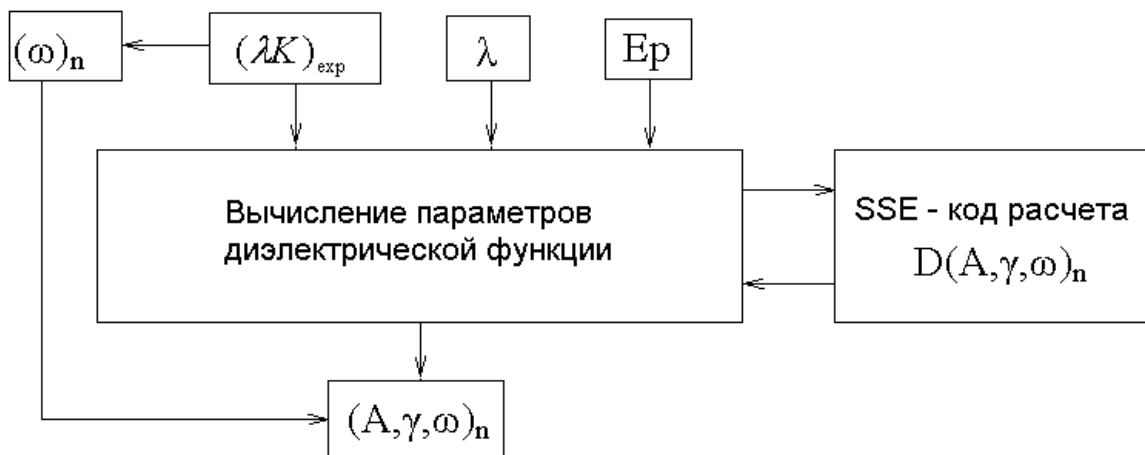 (ω)n
(λK)exp
λ
Ep
Вычисление параметров
диэлектрической функции
SSE - код расчета
D(A,γ,ω)n
(A,γ,ω)n